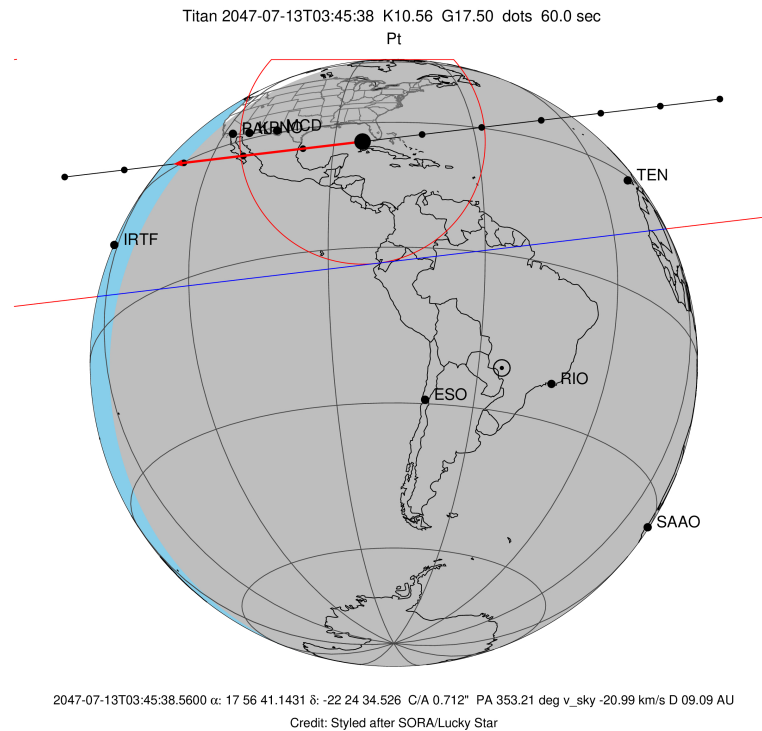 Titan 2047-07-13T03:45:38 K10.56 G17.50 dots 60.0 sec
Pt
MCD
TEN
IRTF
ESO
RIO
SAAO
2047-07-13T03:45:38.5600 α: 17 56 41.1431 δ: -22 24 34.526 C/A 0.712" PA 353.21 deg v_sky -20.99 km/s D 09.09 AU
Credit: Styled after SORA/Lucky Star